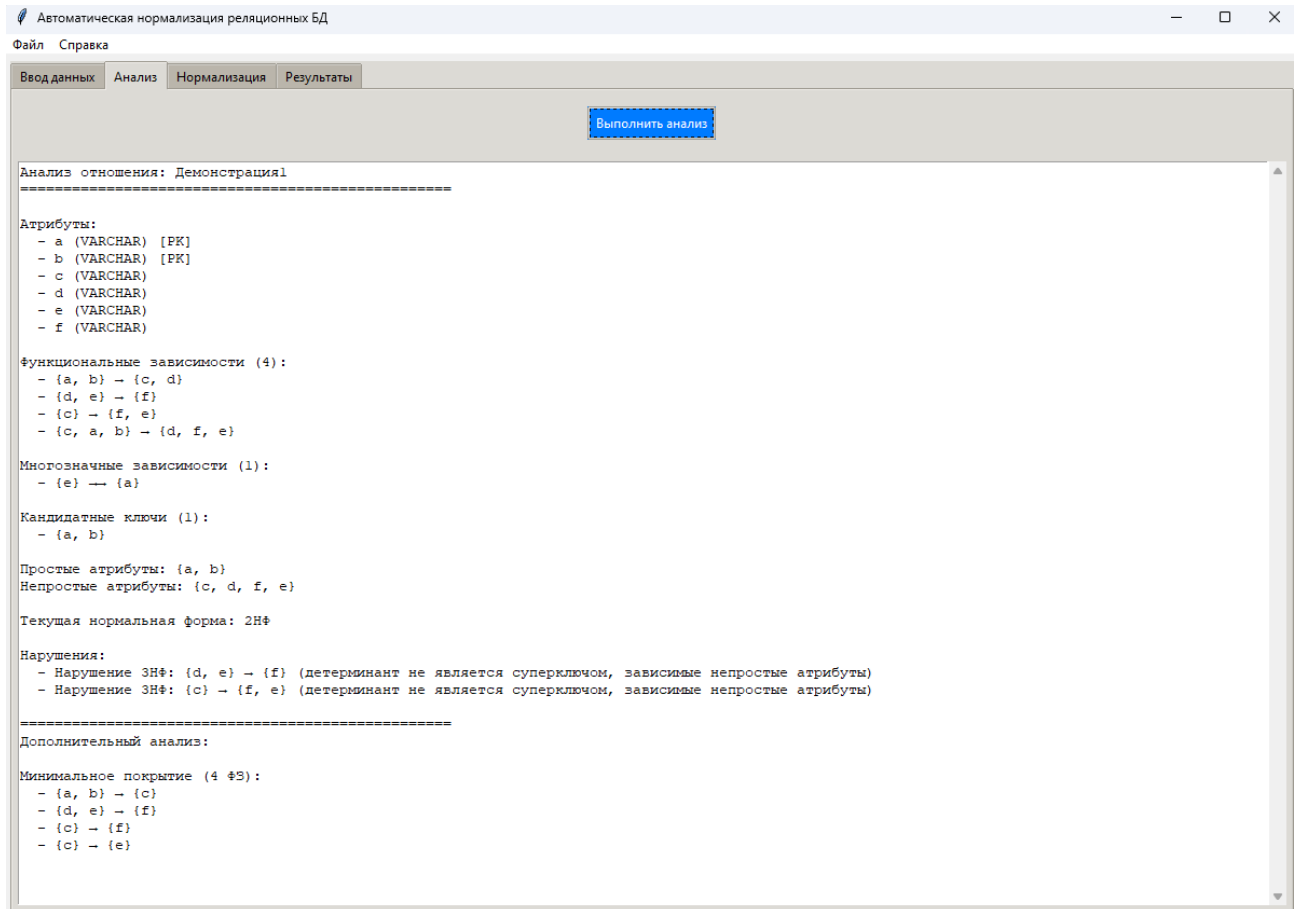 Автоматическая нормализация реляционных БД
Файл Справка
Ввод данных Анализ Нормализация Результаты
Выполнить анализ
Анализ отношения: Демонстрация1
==================================================
Атрибуты:
- a (VARCHAR) [PK]
- b (VARCHAR) [PK]
- c (VARCHAR)
- d (VARCHAR)
- e (VARCHAR)
- f (VARCHAR)
Функциональные зависимости (4):
- {a, b} → {c, d}
- {d, e} → {f}
- {c} → {f, e}
- {c, a, b} → {d, f, e}
Многозначные зависимости (1):
- {e} →→ {a}
Кандидатные ключи (1):
- {a, b}
Простые атрибуты: {a, b}
Непростые атрибуты: {c, d, f, e}
Текущая нормальная форма: 2НФ
Нарушения:
- Нарушение 3НФ: {d, e} → {f} (детерминант не является суперключом, зависимые непростые атрибуты)
- Нарушение 3НФ: {c} → {f, e} (детерминант не является суперключом, зависимые непростые атрибуты)
==================================================
Дополнительный анализ:
Минимальное покрытие (4 ФЗ):
- {a, b} → {c}
- {d, e} → {f}
- {c} → {f}
- {c} → {e}